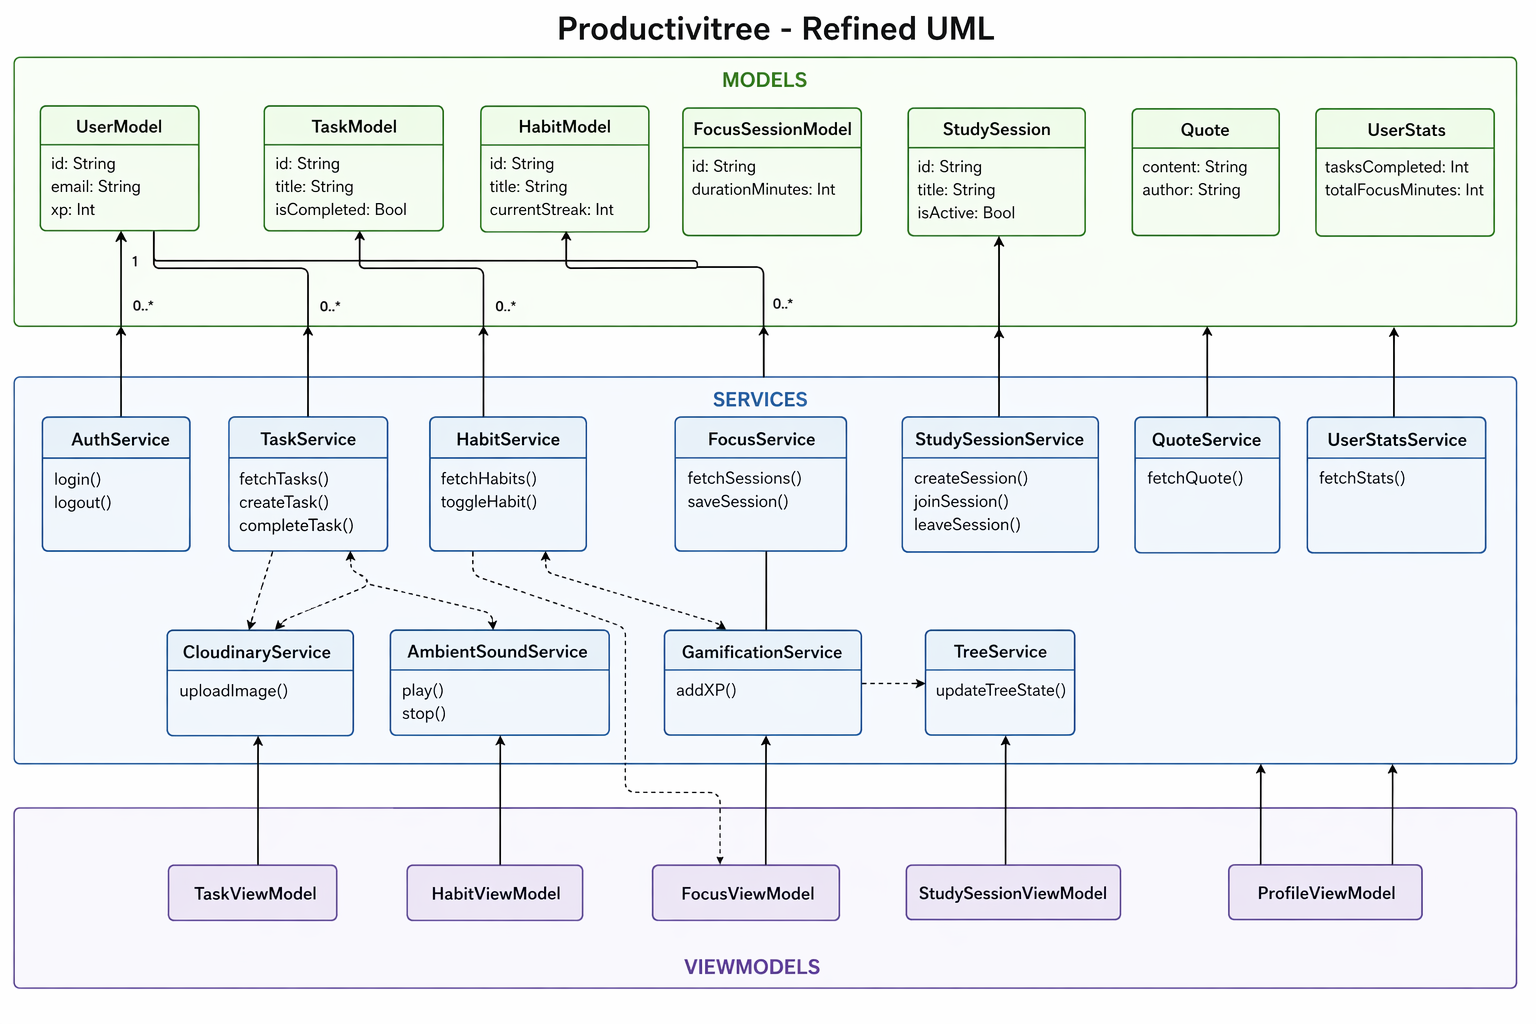 Productivitree - Refined UML
MODELS
UserModel
id: String
email: String
xp: Int
TaskModel
id: String
title: String
isCompleted: Bool
HabitModel
id: String
title: String
currentStreak: Int
FocusSessionModel
id: String
durationMinutes: Int
StudySession
id: String
title: String
isActive: Bool
Quote
content: String
author: String
UserStats
tasksCompleted: Int
totalFocusMinutes: Int
1
0..*
0..*
0..*
0..*
SERVICES
AuthService
login()
logout()
TaskService
fetchTasks()
createTask()
completeTask()
HabitService
fetchHabits()
toggleHabit()
FocusService
fetchSessions()
saveSession()
StudySessionService
createSession()
joinSession()
leaveSession()
QuoteService
fetchQuote()
UserStatsService
fetchStats()
CloudinaryService
uploadImage()
AmbientSoundService
play()
stop()
GamificationService
addXP()
TreeService
updateTreeState()
TaskViewModel
HabitViewModel
FocusViewModel
StudySessionViewModel
ProfileViewModel
VIEWMODELS